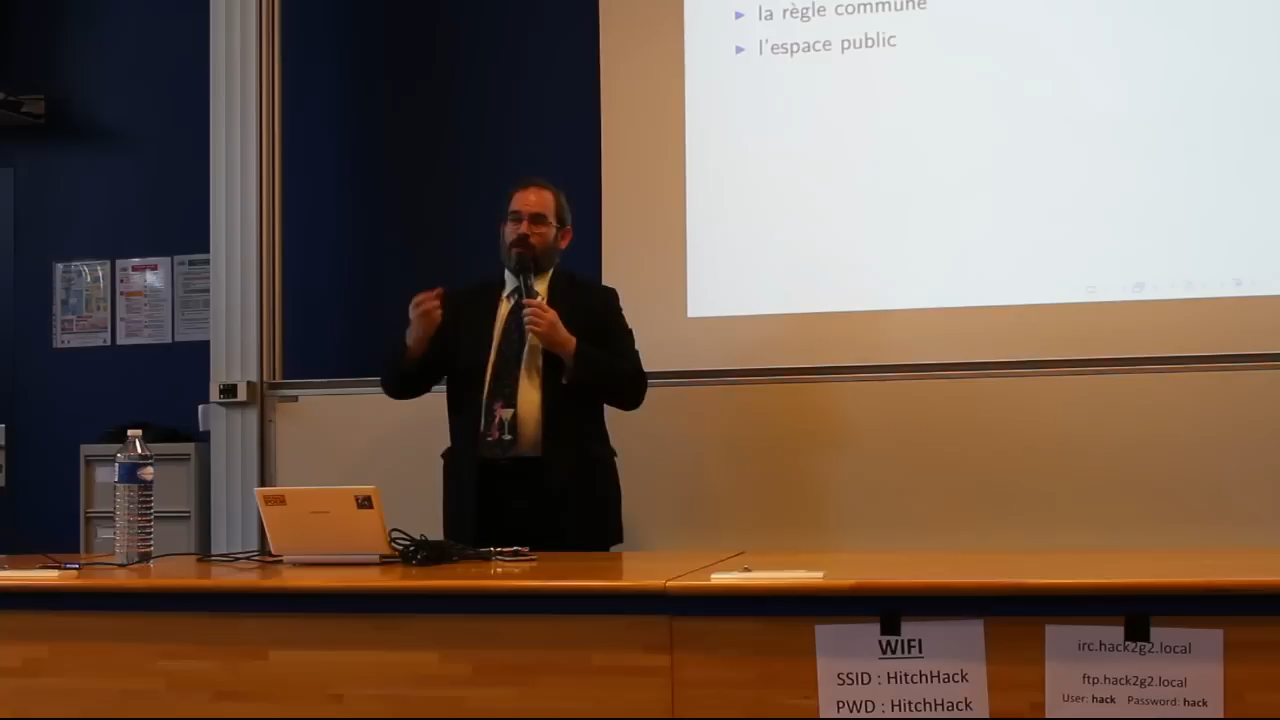 la règle commune
l'espace public
WIFI
SSID : HitchHack
PWD : HitchHack
irc.hack2g2.local
ftp.hack2g2.local
User: hack Password: hack